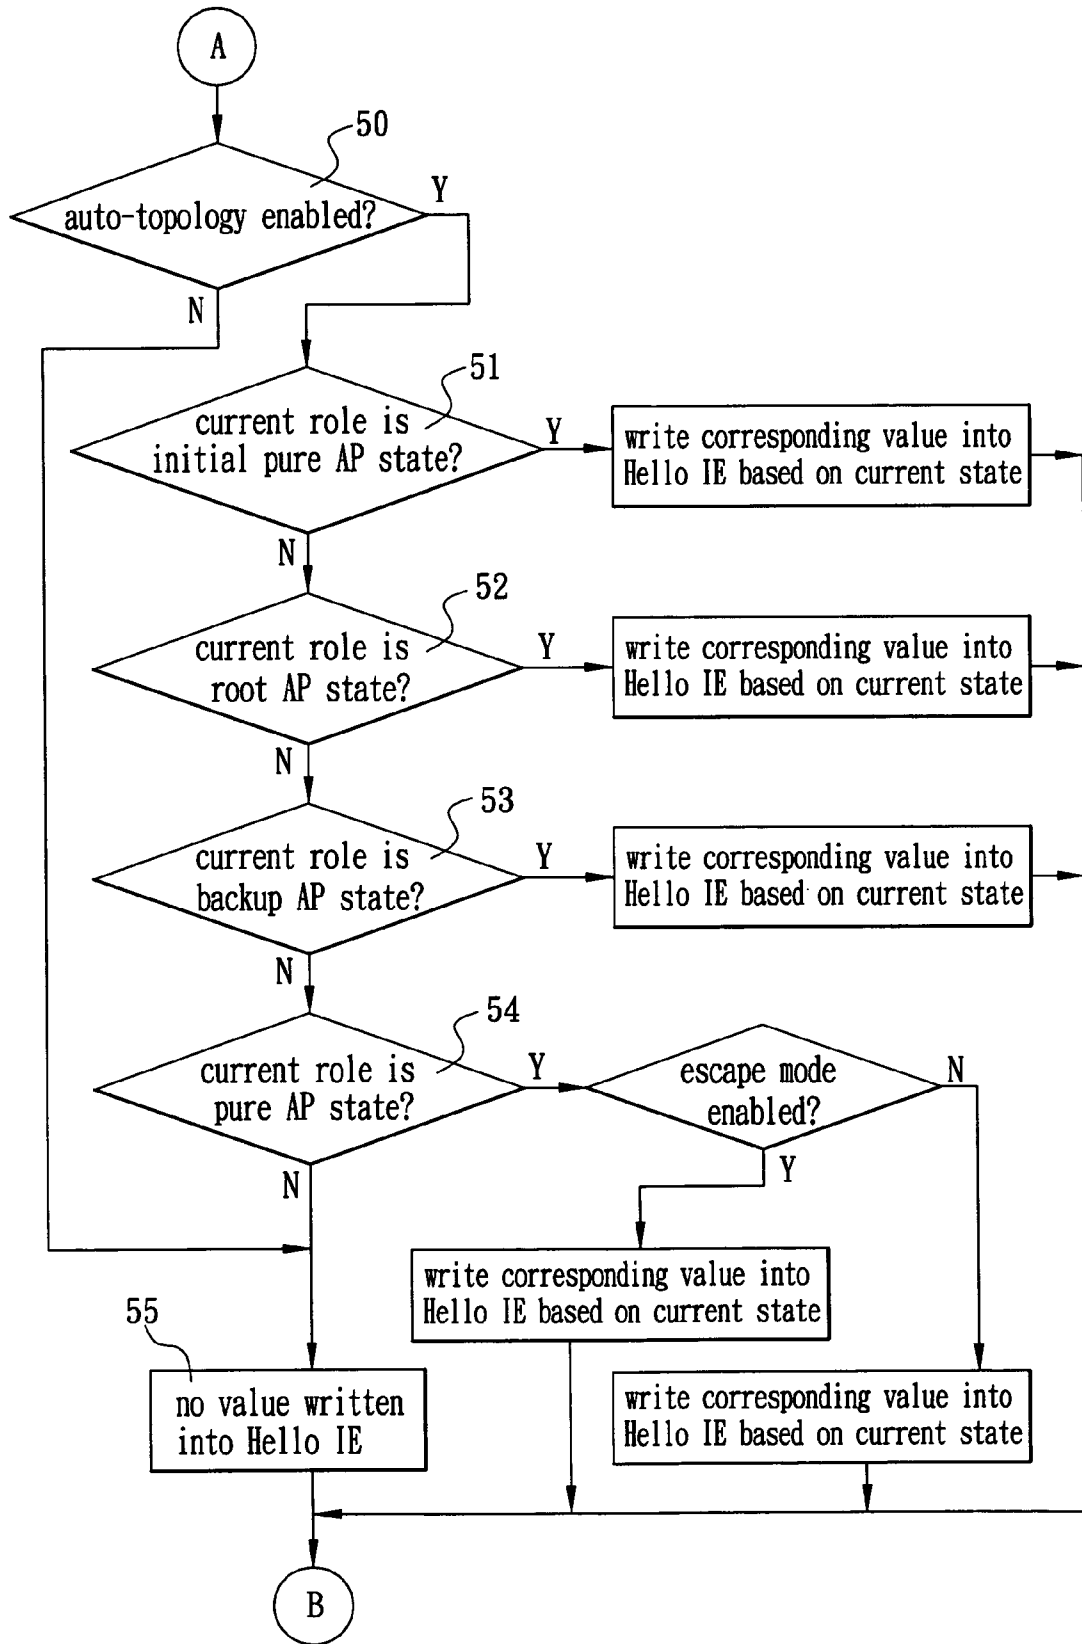 A
50
auto-topology enabled?
Y
N
51
current role is
initial pure AP state?
Y
write corresponding value into
Hello IE based on current state
N
52
current role is
root AP state?
Y
write corresponding value into
Hello IE based on current state
N
53
current role is
backup AP state?
Y
write corresponding value into
Hello IE based on current state
N
54
current role is
pure AP state?
Y
escape mode
enabled?
N
Y
N
write corresponding value into
Hello IE based on current state
55
no value written
into Hello IE
write corresponding value into
Hello IE based on current state
B